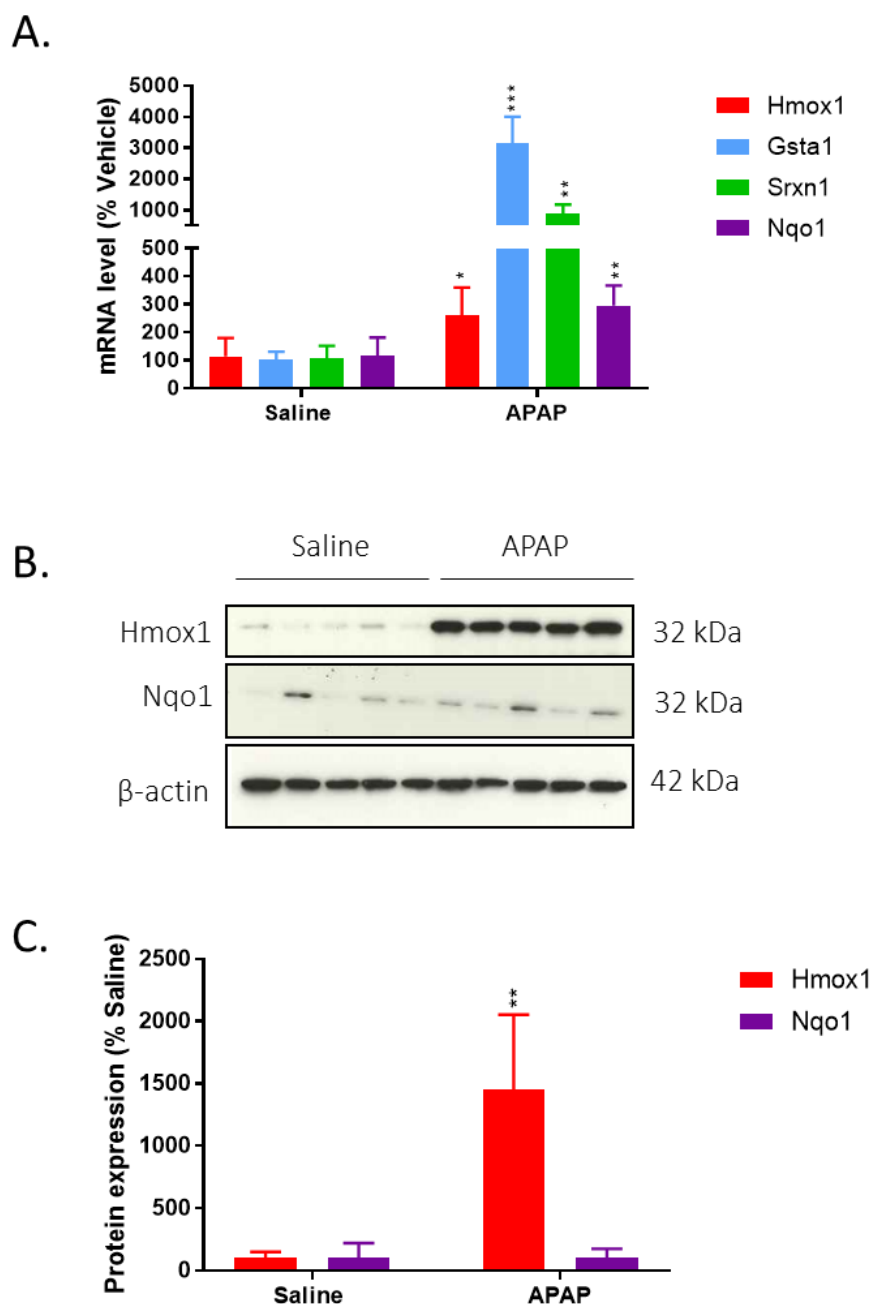 A.
mRNA level (% Vehicle)
5000
4000
3000
2000
1000
500
400
300
200
100
0
*
***
**
**
Saline
APAP
Hmox1
Gsta1
Srxn1
Nqo1
B.
Saline
APAP
Hmox1
32 kDa
Nqo1
32 kDa
β-actin
42 kDa
C.
Protein expression (% Saline)
2500
2000
1500
1000
500
0
**
Saline
APAP
Hmox1
Nqo1